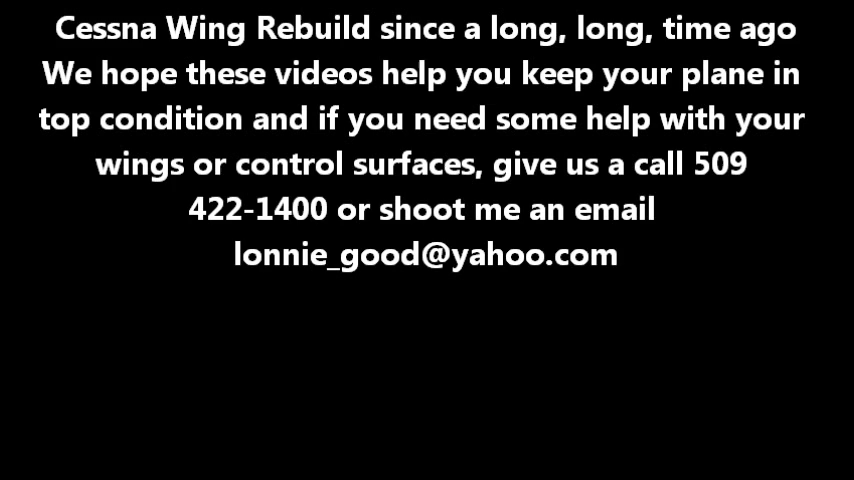 Cessna Wing Rebuild since a long, long, time ago
We hope these videos help you keep your plane in
top condition and if you need some help with your
wings or control surfaces, give us a call 509
422-1400 or shoot me an email
lonnie_good@yahoo.com